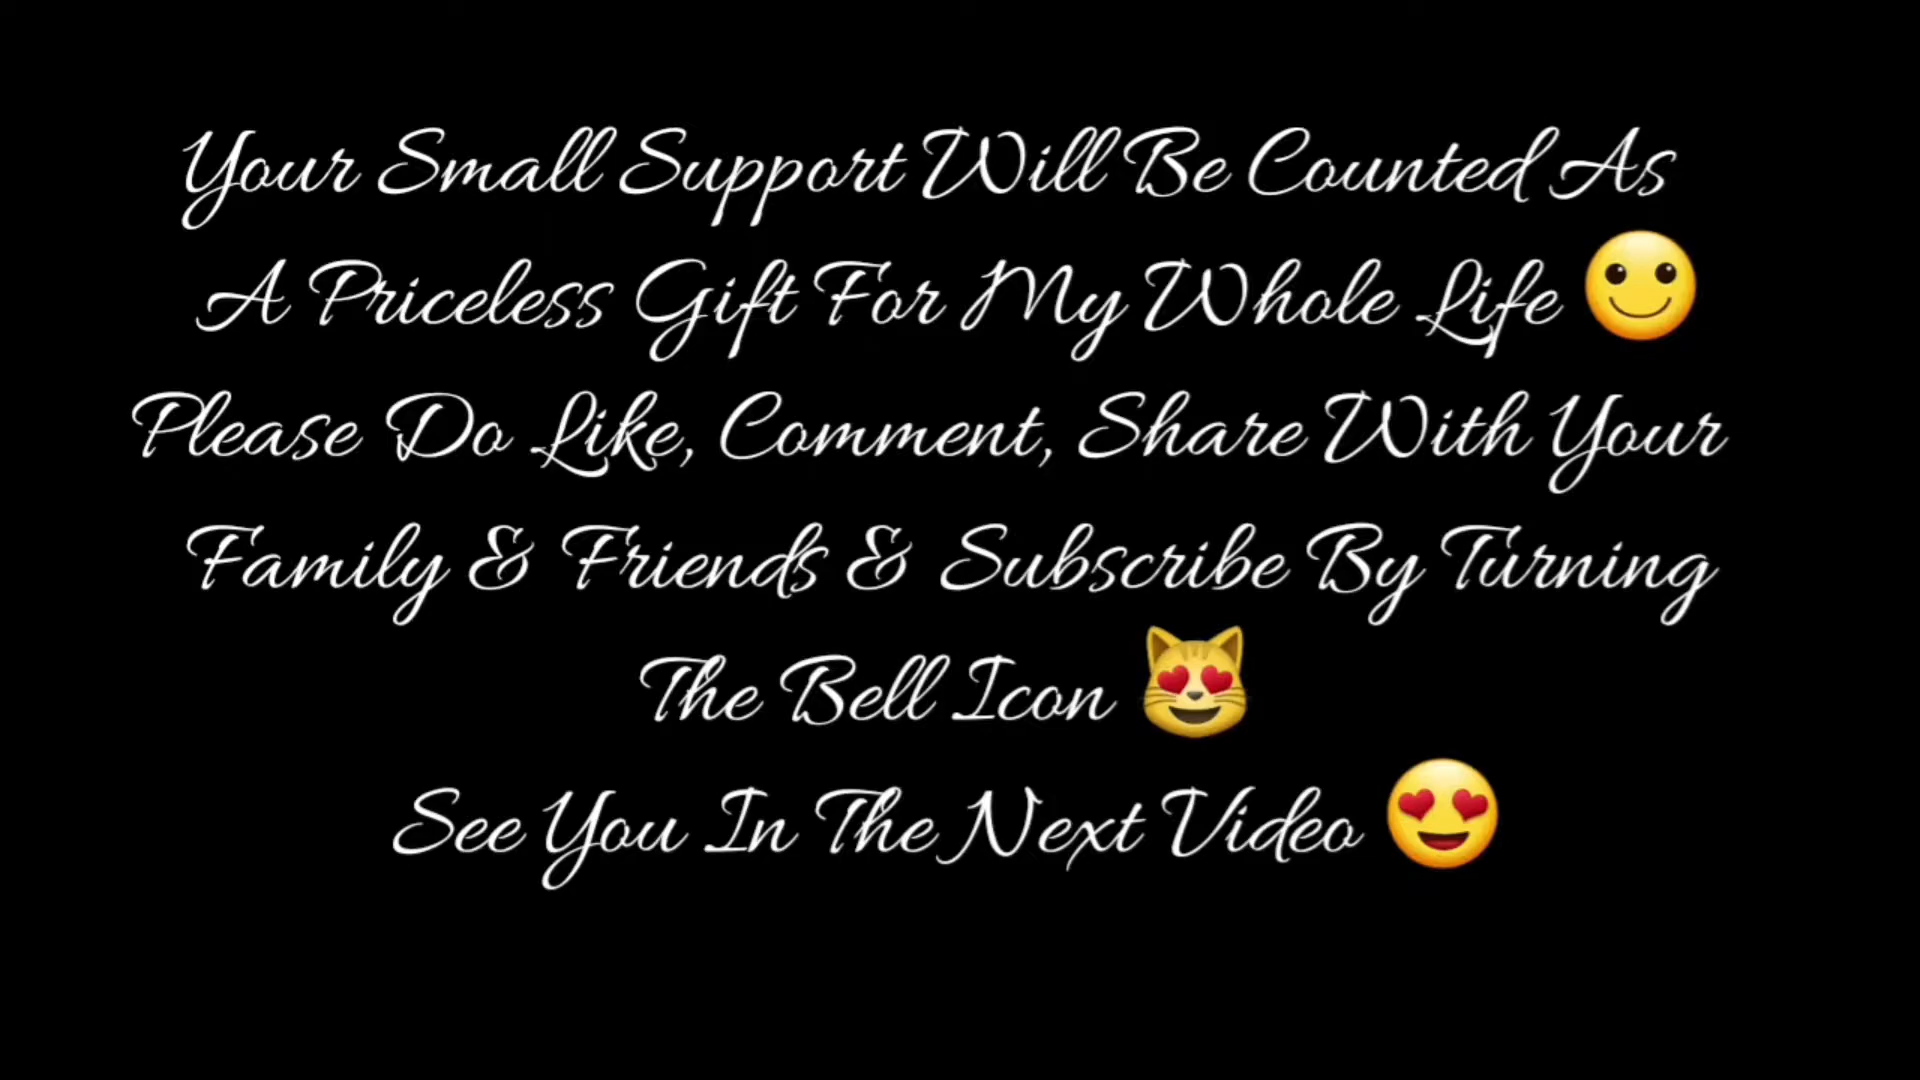 Your Small Support Will Be Counted As
A Priceless Gift For My Whole Life 🙂
Please Do Like, Comment, Share With Your
Family & Friends & Subscribe By Turning
The Bell Icon 😻
See You In The Next Video 😍